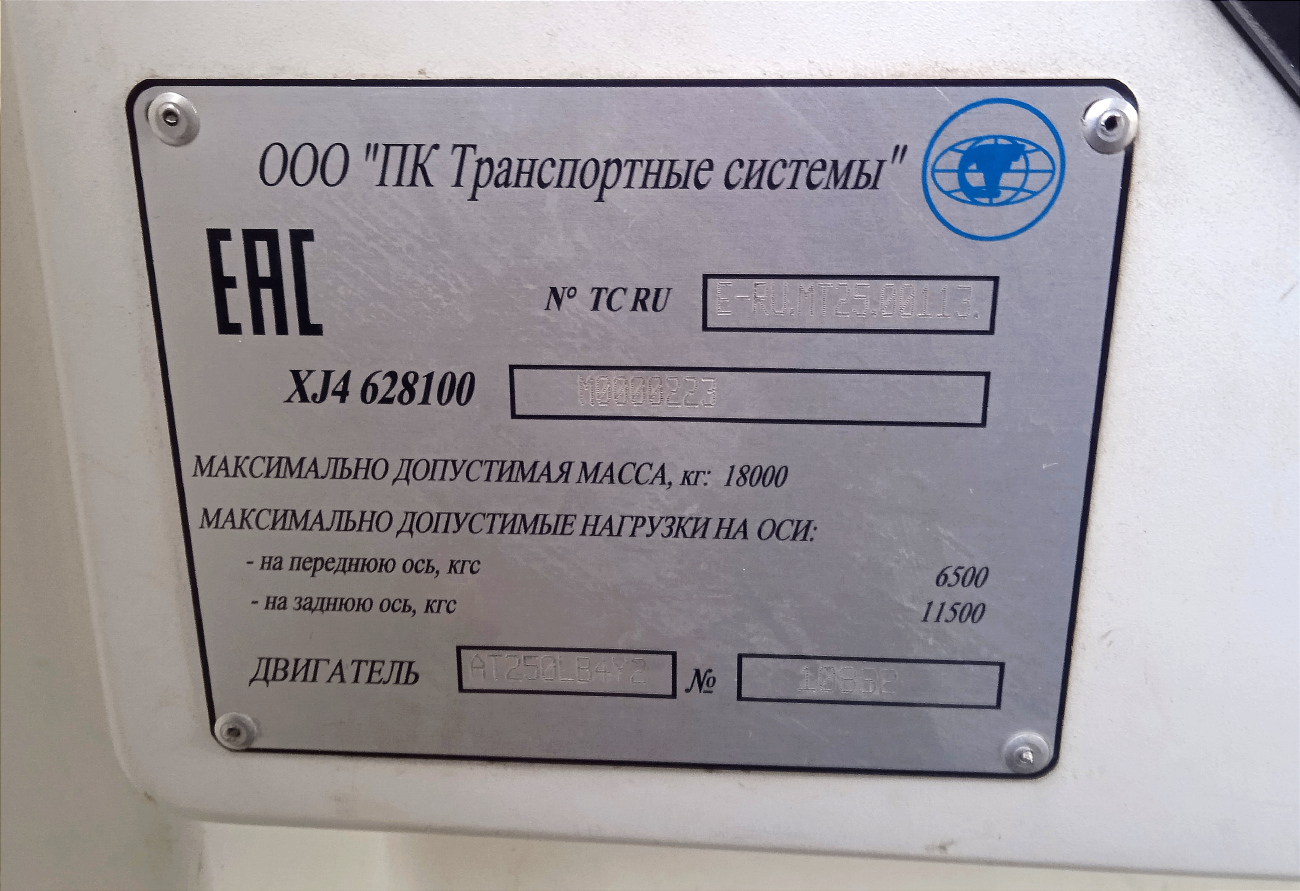 ООО "ПК Транспортные системы"
ЕАС
№ ТС RU E-RU.MT25.00113.
XJ4 628100 M0000223
МАКСИМАЛЬНО ДОПУСТИМАЯ МАССА, кг: 18000
МАКСИМАЛЬНО ДОПУСТИМЫЕ НАГРУЗКИ НА ОСИ:
- на переднюю ось, кгс 6500
- на заднюю ось, кгс 11500
ДВИГАТЕЛЬ AT250LB4Y2 №